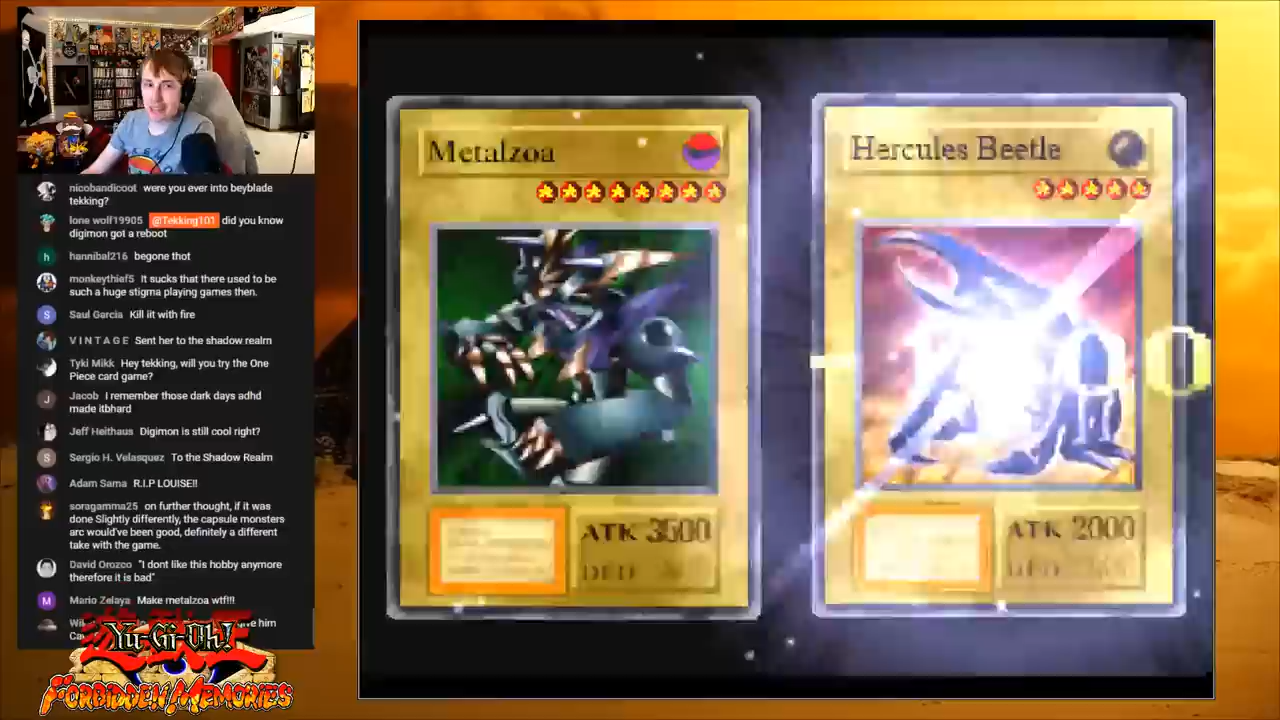 nicobandicoot were you ever into beyblade
tekking?
lone wolf19905 @Tekking101 did you know
digimon got a reboot
h hannibal216 begone thot
monkeythief5 It sucks that there used to be
such a huge stigma playing games then.
S Saul Garcia Kill iit with fire
V I N T A G E Sent her to the shadow realm
Tyki Mikk Hey tekking, will you try the One
Piece card game?
J Jacob I remember those dark days adhd
made itbhard
Jeff Heithaus Digimon is still cool right?
S Sergio H. Velasquez To the Shadow Realm
Adam Sama R.I.P LOUISE!!
soragamma25 on further thought, if it was
done Slightly differently, the capsule monsters
arc would've been good, definitely a different
take with the game.
David Orozco "I dont like this hobby anymore
therefore it is bad"
M Mario Zelaya Make metalzoa wtf!!!
him
Yu-Gi-Oh!
FORBIDDEN MEMORIES
Metalzoa
ATK 3500
DFD
Hercules Beetle
ATK 2000
DFD